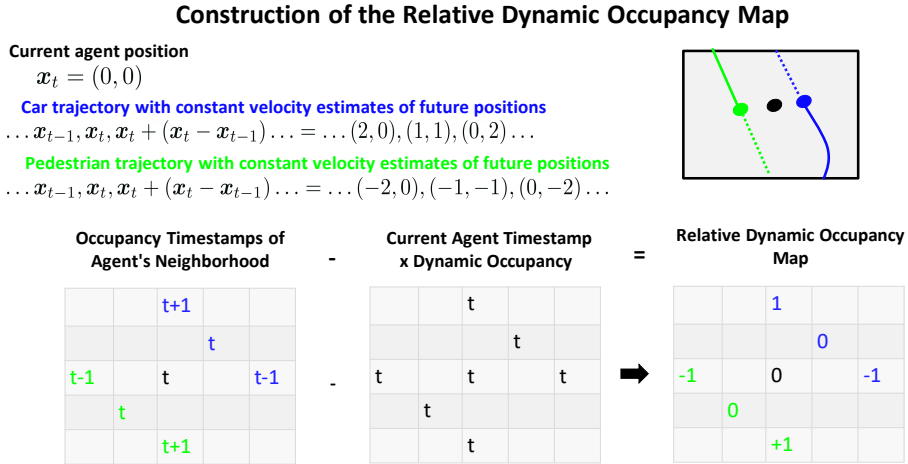 Construction of the Relative Dynamic Occupancy Map
Current agent position
x_t = (0, 0)
Car trajectory with constant velocity estimates of future positions
... x_{t−1}, x_t, x_t + (x_t − x_{t−1}) ... = ... (2, 0), (1, 1), (0, 2) ...
Pedestrian trajectory with constant velocity estimates of future positions
... x_{t−1}, x_t, x_t + (x_t − x_{t−1}) ... = ... (−2, 0), (−1, −1), (0, −2) ...
Occupancy Timestamps of
Agent's Neighborhood
-
Current Agent Timestamp
x Dynamic Occupancy
=
Relative Dynamic Occupancy
Map
t+1
t
t-1 t t-1
t
t+1
-
t
t
t t t
t
t
1
0
-1 0 -1
0
+1